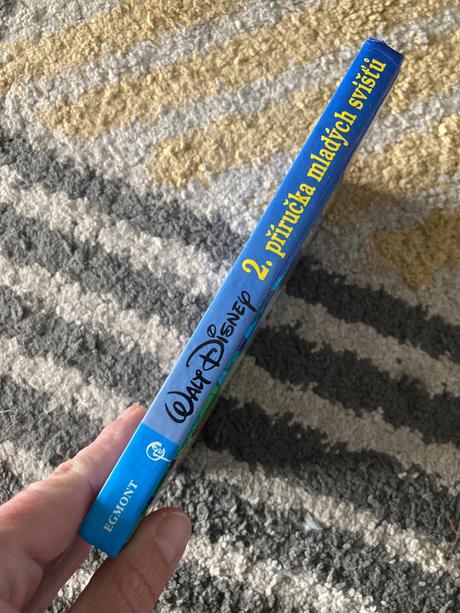 EGMONT
WALT DISNEY
2. příručka mladých svišťů